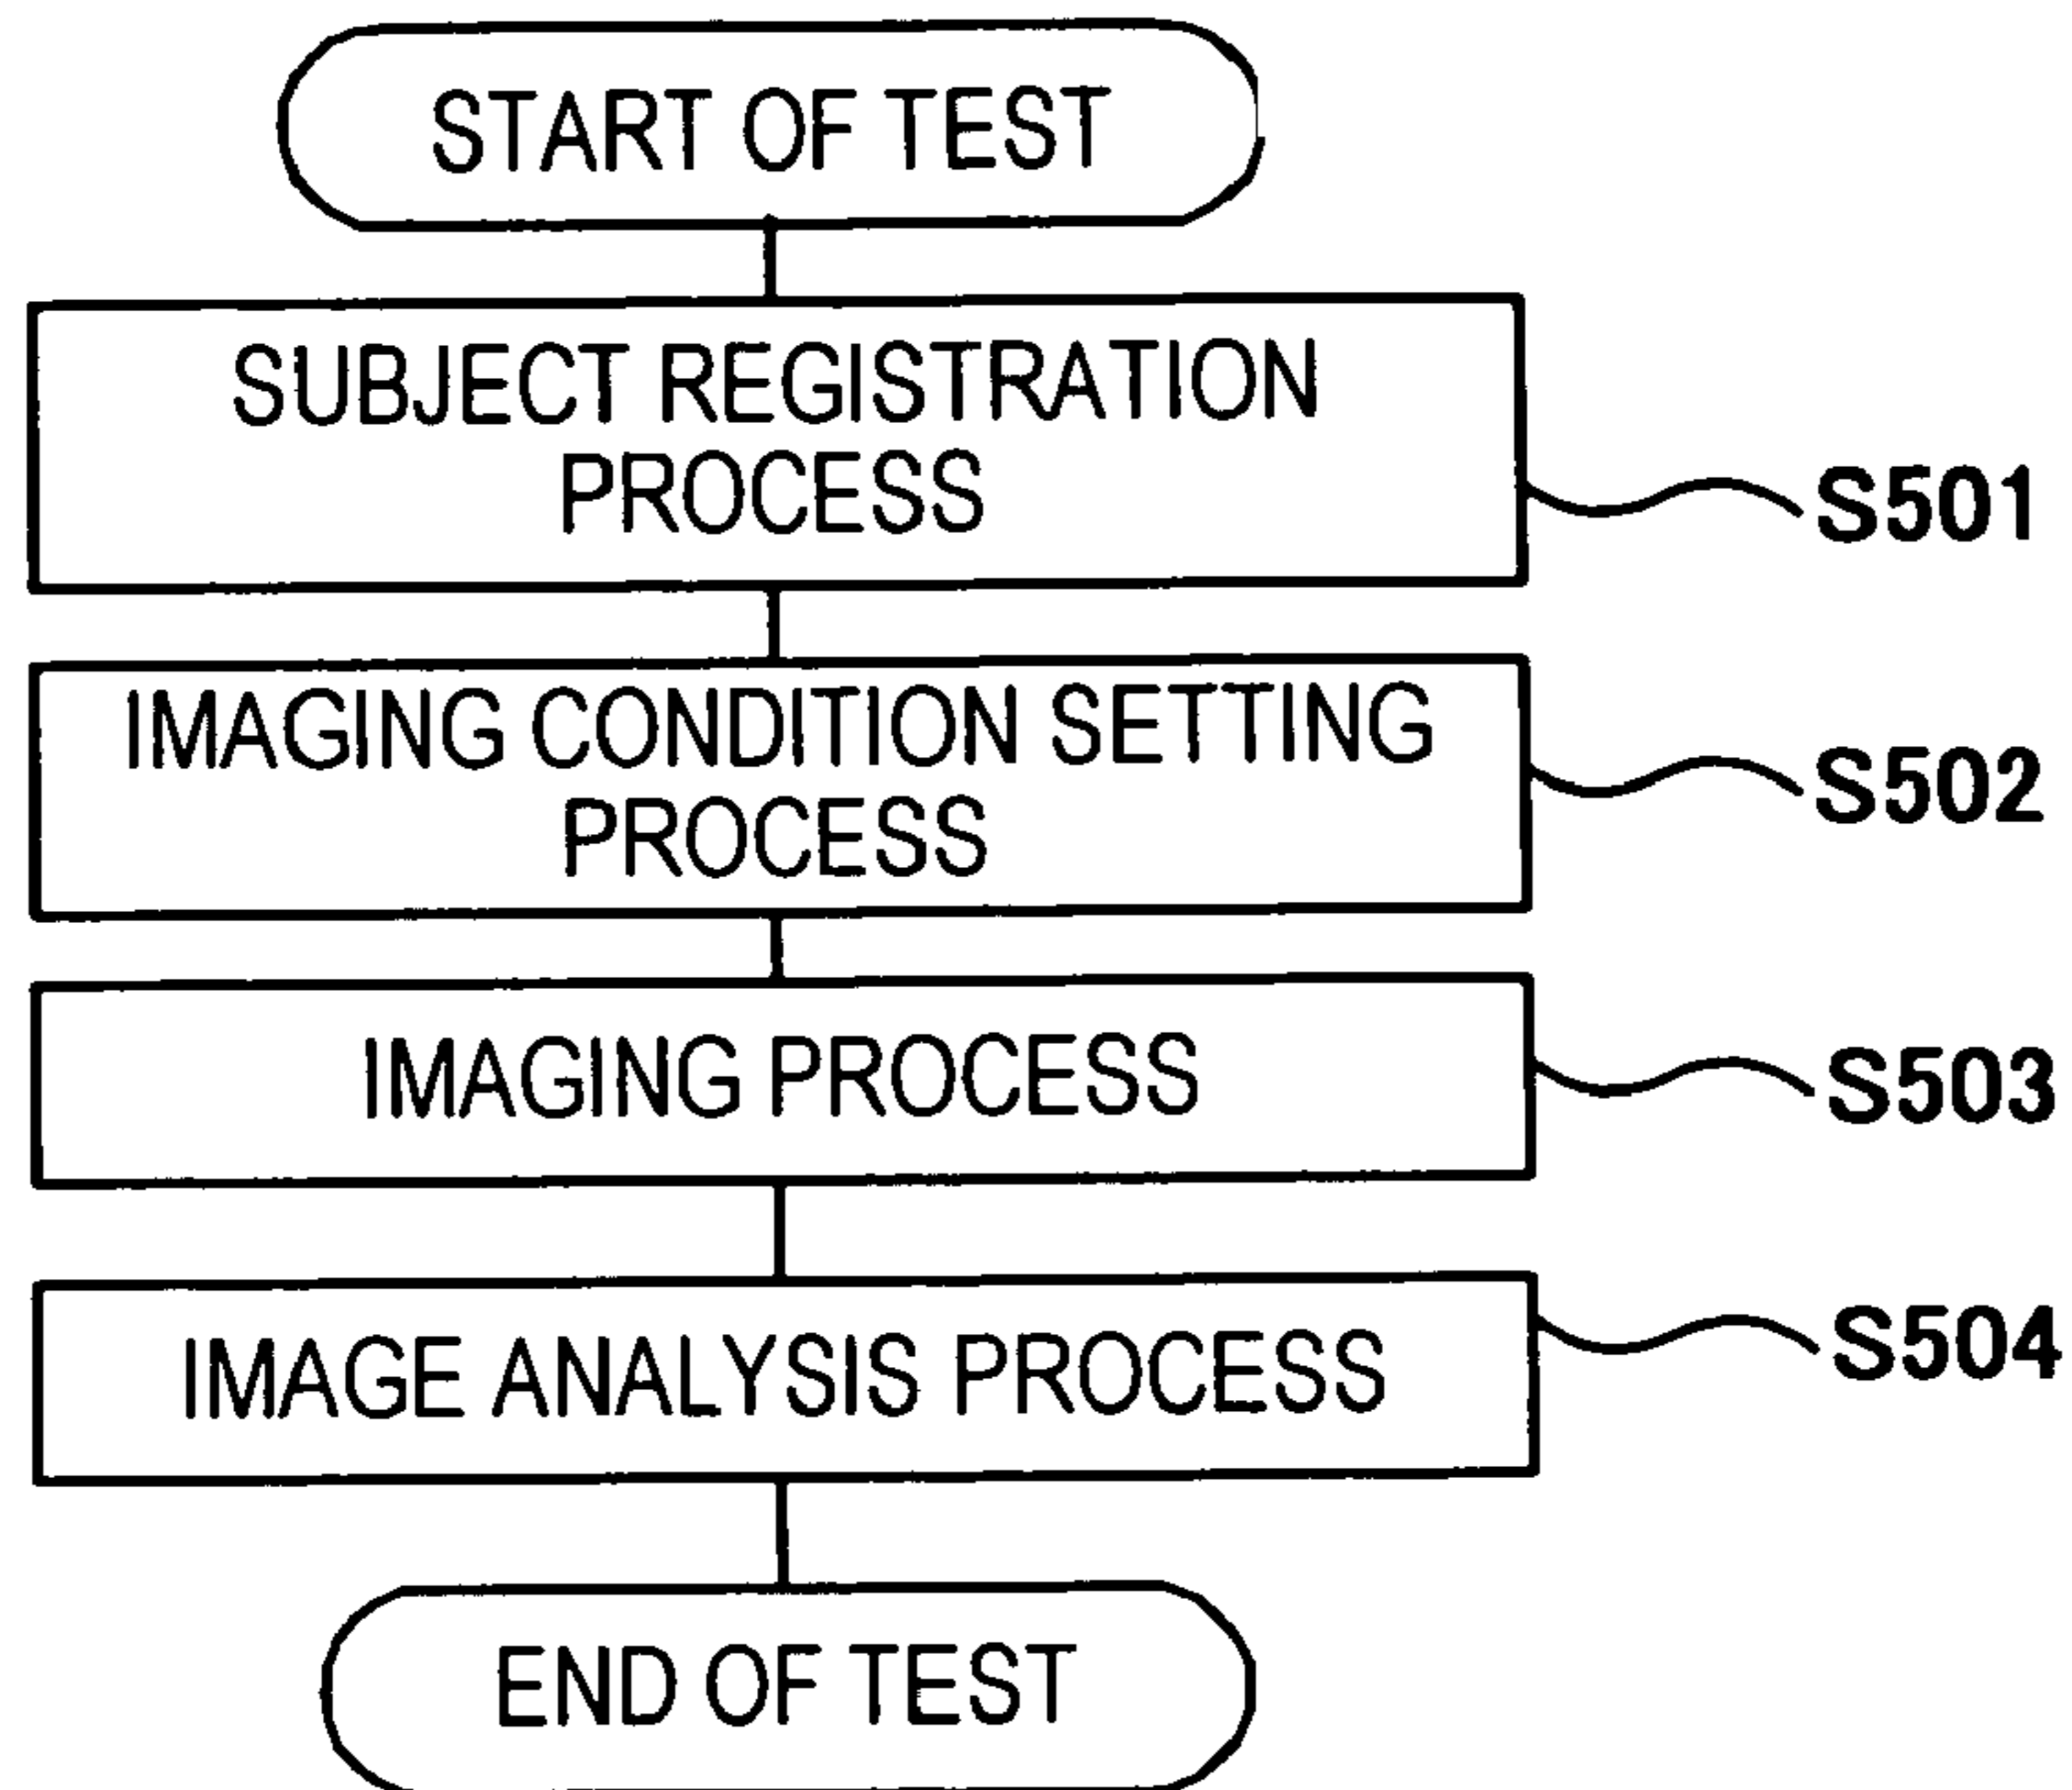 START OF TEST
SUBJECT REGISTRATION
PROCESS
S501
IMAGING CONDITION SETTING
PROCESS
S502
IMAGING PROCESS
S503
IMAGE ANALYSIS PROCESS
S504
END OF TEST